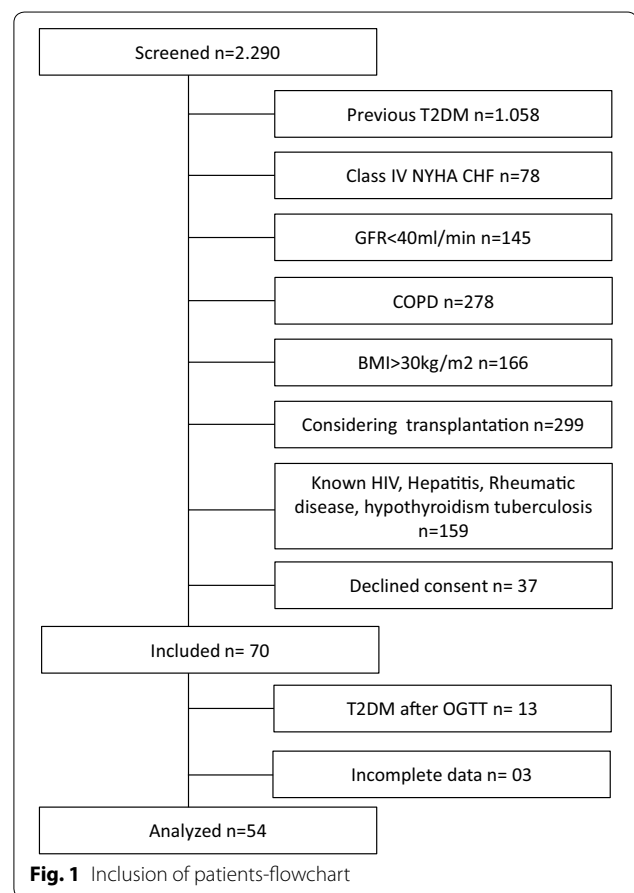 Screened n=2.290
Previous T2DM n=1.058
Class IV NYHA CHF n=78
GFR<40ml/min n=145
COPD n=278
BMI>30kg/m2 n=166
Considering transplantation n=299
Known HIV, Hepatitis, Rheumatic
disease, hypothyroidism tuberculosis
n=159
Declined consent n= 37
Included n= 70
T2DM after OGTT n= 13
Incomplete data n= 03
Analyzed n=54
Fig. 1 Inclusion of patients-flowchart